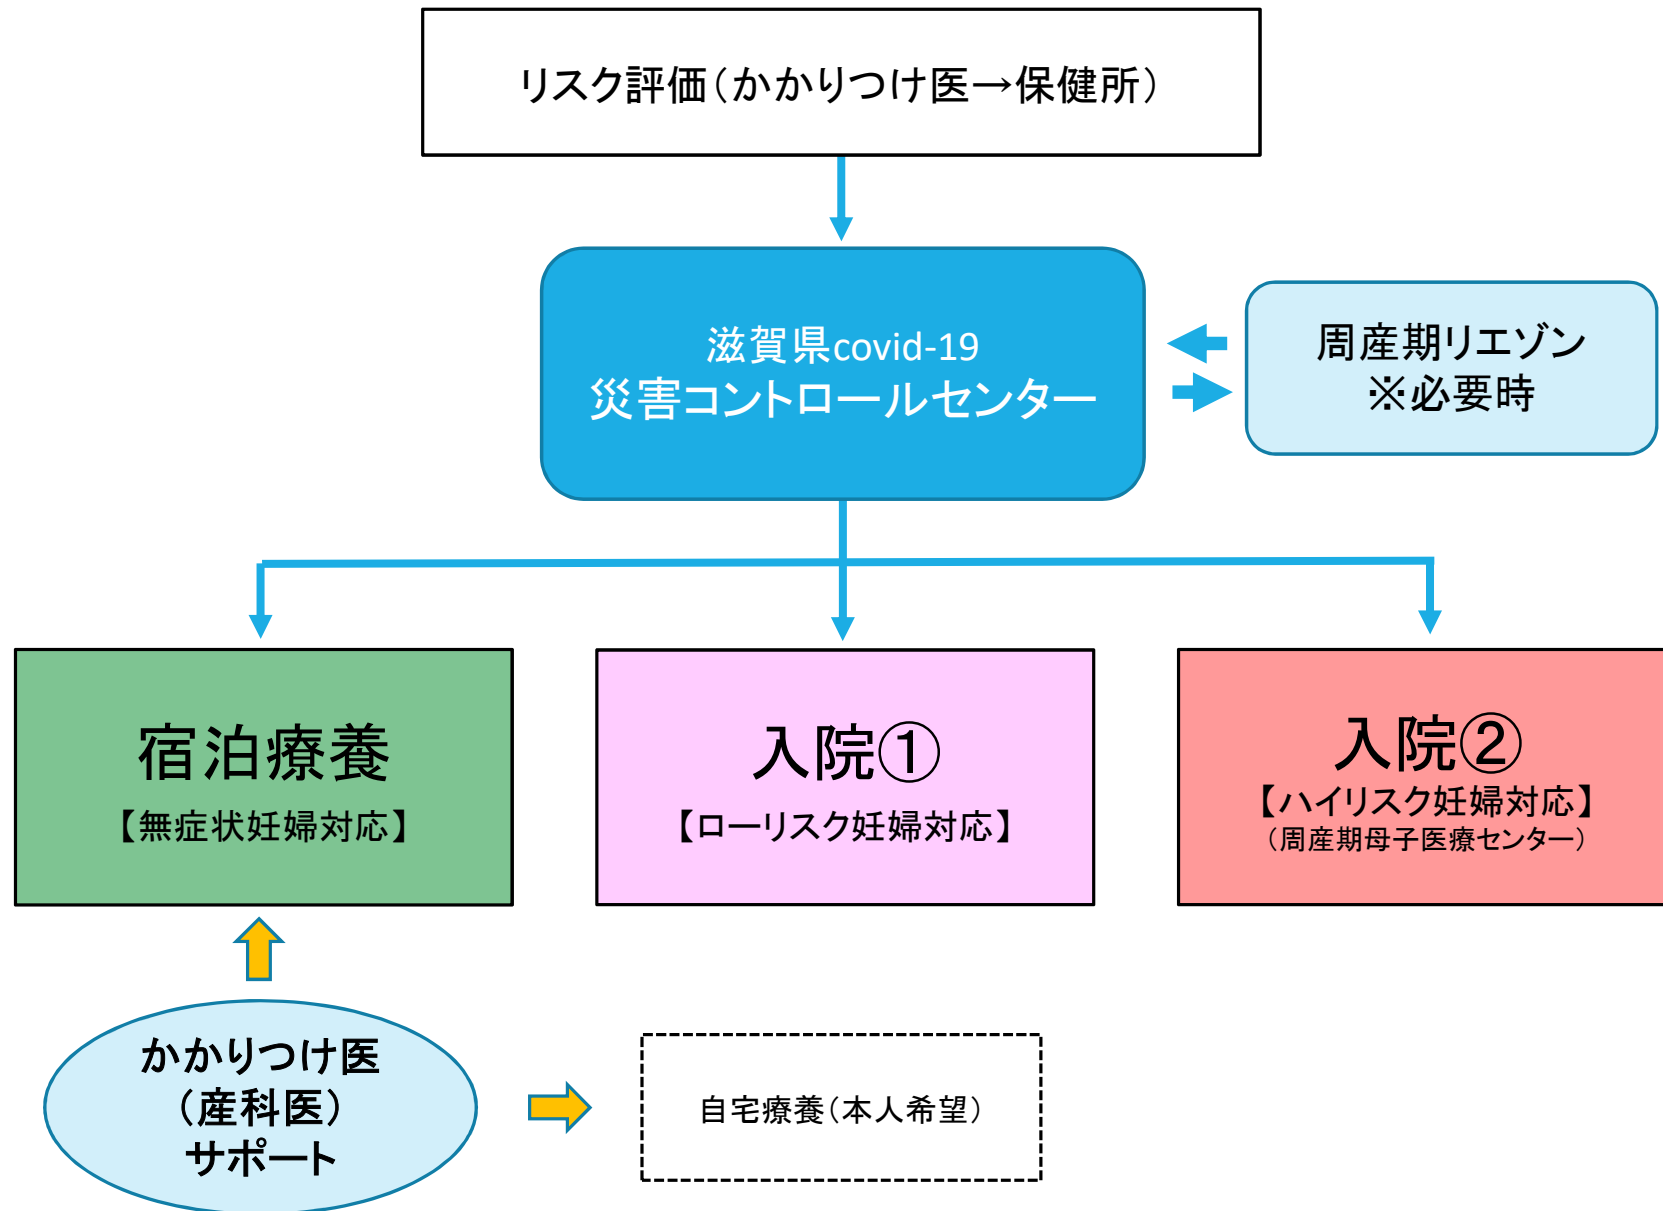 リスク評価（かかりつけ医→保健所）
滋賀県covid-19
災害コントロールセンター
周産期リエゾン
※必要時
宿泊療養
【無症状妊婦対応】
入院①
【ローリスク妊婦対応】
入院②
【ハイリスク妊婦対応】
（周産期母子医療センター）
かかりつけ医
（産科医）
サポート
自宅療養（本人希望）